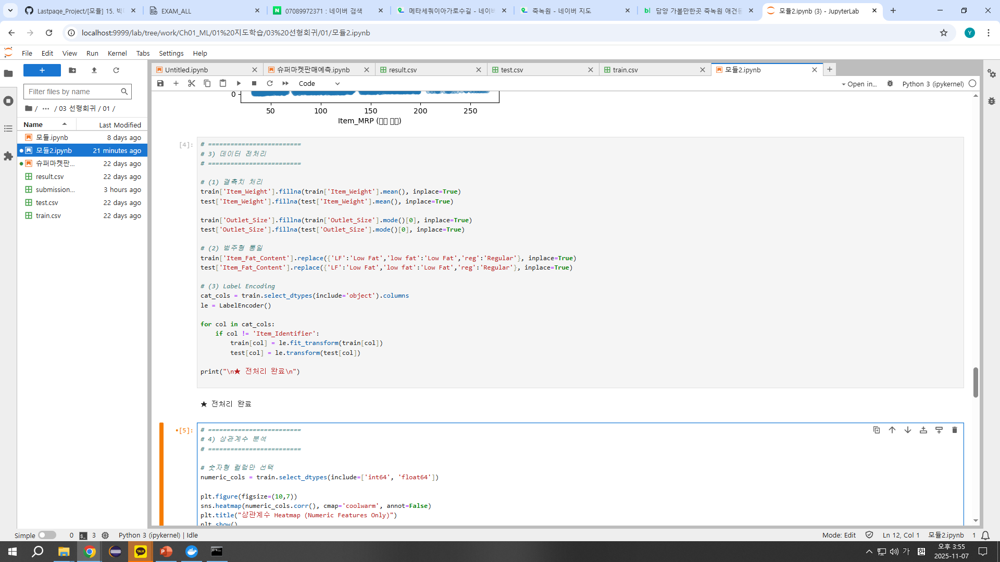 Lastpage_Project/[모듈] 15. 빅
EXAM_ALL
07089972371 : 네이버 검색
메타세쿼이아가로수길 - 네이버
죽녹원 - 네이버 지도
담양 가볼만한곳 죽녹원 애견동
모듈2.ipynb (3) - JupyterLab
localhost:9999/lab/tree/work/Ch01_ML/01%20지도학습/03%20선형회귀/01/모듈2.ipynb
Y
File Edit View Run Kernel Tabs Settings Help
Untitled.ipynb
슈퍼마켓판매예측.ipynb
result.csv
test.csv
train.csv
모듈2.ipynb
Code
Open in...
Python 3 (ipykernel)
Filter files by name
/ ··· / 03 선형회귀 / 01 /
Name Last Modified
모듈.ipynb 8 days ago
모듈2.ipynb 21 minutes ago
슈퍼마켓판... 22 days ago
result.csv 22 days ago
submission... 3 hours ago
test.csv 22 days ago
train.csv 22 days ago
0
50 100 150 200 250
Item_MRP (□□ □□)
[4]:
# =========================
# 3) 데이터 전처리
# =========================
# (1) 결측치 처리
train['Item_Weight'].fillna(train['Item_Weight'].mean(), inplace=True)
test['Item_Weight'].fillna(test['Item_Weight'].mean(), inplace=True)
train['Outlet_Size'].fillna(train['Outlet_Size'].mode()[0], inplace=True)
test['Outlet_Size'].fillna(test['Outlet_Size'].mode()[0], inplace=True)
# (2) 범주형 통일
train['Item_Fat_Content'].replace({'LF':'Low Fat','low fat':'Low Fat','reg':'Regular'}, inplace=True)
test['Item_Fat_Content'].replace({'LF':'Low Fat','low fat':'Low Fat','reg':'Regular'}, inplace=True)
# (3) Label Encoding
cat_cols = train.select_dtypes(include='object').columns
le = LabelEncoder()
for col in cat_cols:
    if col != 'Item_Identifier':
        train[col] = le.fit_transform(train[col])
        test[col] = le.transform(test[col])
print("\n★ 전처리 완료\n")
★ 전처리 완료
•[5]:
# =========================
# 4) 상관계수 분석
# =========================
# 숫자형 컬럼만 선택
numeric_cols = train.select_dtypes(include=['int64', 'float64'])
plt.figure(figsize=(10,7))
sns.heatmap(numeric_cols.corr(), cmap='coolwarm', annot=False)
plt.title("상관계수 Heatmap (Numeric Features Only)")
plt.show()
Simple
0
3
Python 3 (ipykernel) | Idle
Mode: Edit
Ln 12, Col 1
모듈2.ipynb
1
TALK
가
한
오후 3:55
2025-11-07